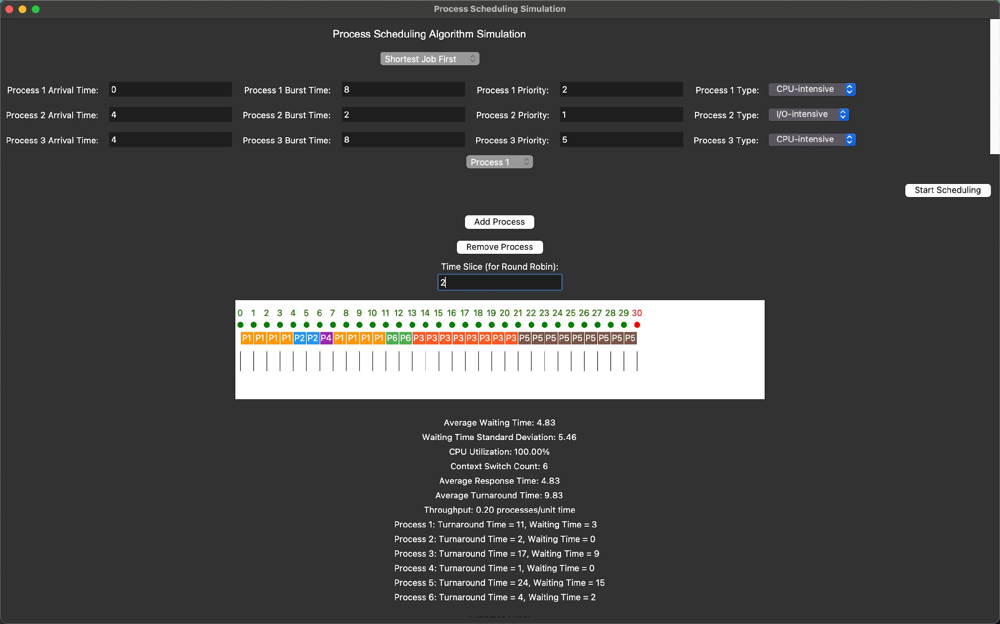 Process Scheduling Simulation
Process Scheduling Algorithm Simulation
Shortest Job First
Process 1 Arrival Time: 0 Process 1 Burst Time: 8 Process 1 Priority: 2 Process 1 Type: CPU-intensive
Process 2 Arrival Time: 4 Process 2 Burst Time: 2 Process 2 Priority: 1 Process 2 Type: I/O-intensive
Process 3 Arrival Time: 4 Process 3 Burst Time: 8 Process 3 Priority: 5 Process 3 Type: CPU-intensive
Process 1
Start Scheduling
Add Process
Remove Process
Time Slice (for Round Robin):
2
0 1 2 3 4 5 6 7 8 9 10 11 12 13 14 15 16 17 18 19 20 21 22 23 24 25 26 27 28 29 30
P1 P1 P1 P1 P2 P2 P4 P1 P1 P1 P1 P6 P6 P3 P3 P3 P3 P3 P3 P3 P3 P5 P5 P5 P5 P5 P5 P5 P5 P5
Average Waiting Time: 4.83
Waiting Time Standard Deviation: 5.46
CPU Utilization: 100.00%
Context Switch Count: 6
Average Response Time: 4.83
Average Turnaround Time: 9.83
Throughput: 0.20 processes/unit time
Process 1: Turnaround Time = 11, Waiting Time = 3
Process 2: Turnaround Time = 2, Waiting Time = 0
Process 3: Turnaround Time = 17, Waiting Time = 9
Process 4: Turnaround Time = 1, Waiting Time = 0
Process 5: Turnaround Time = 24, Waiting Time = 15
Process 6: Turnaround Time = 4, Waiting Time = 2